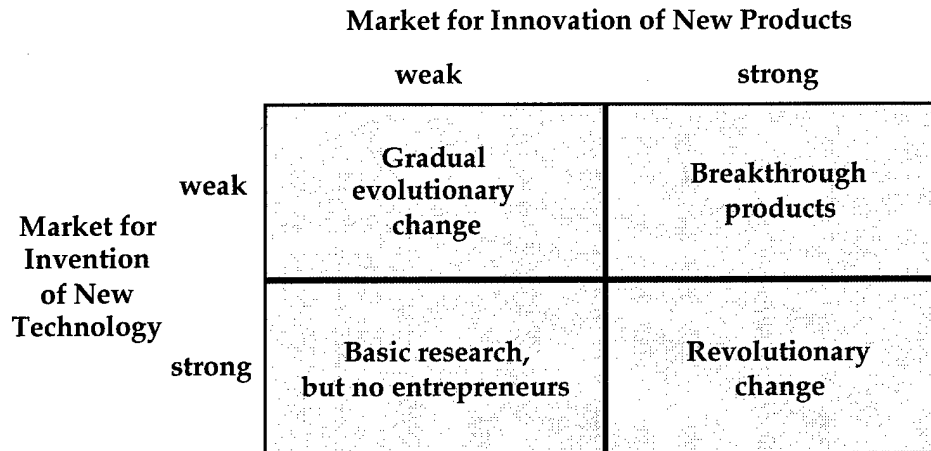 Market for Innovation of New Products
weak
strong
weak
Gradual
evolutionary
change
Breakthrough
products
Market for
Invention
of New
Technology
strong
Basic research,
but no entrepreneurs
Revolutionary
change